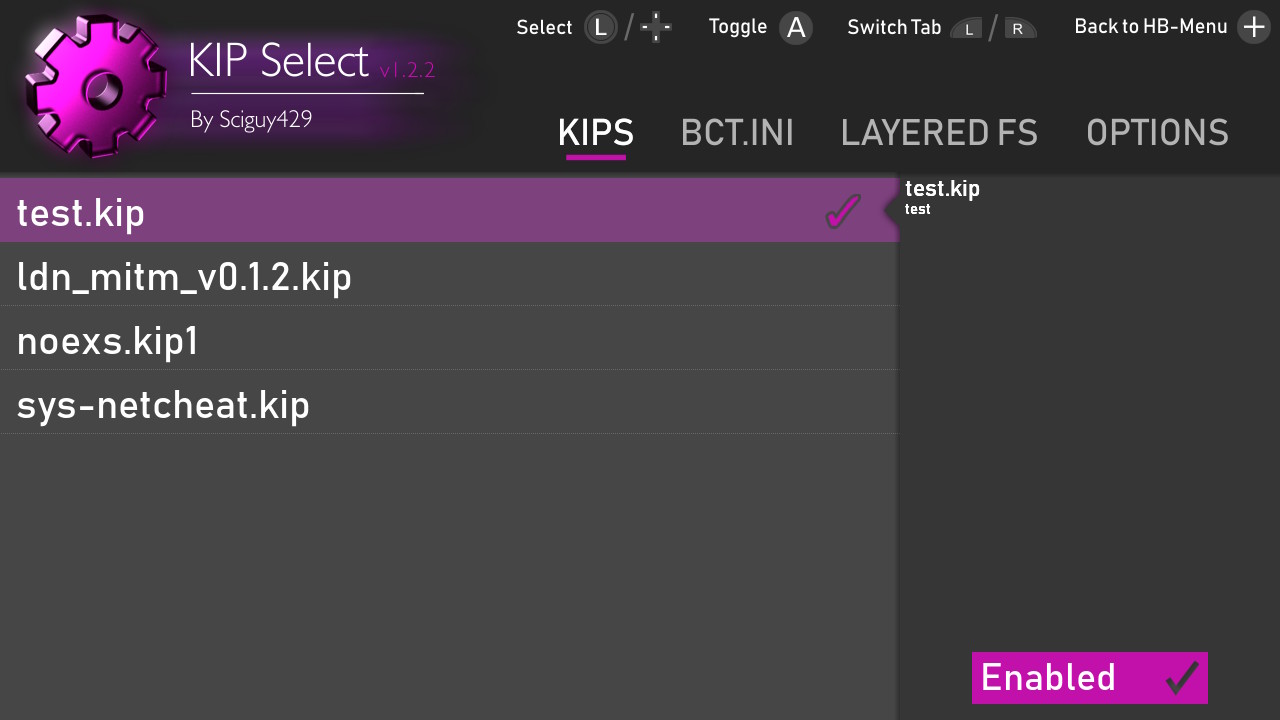 Select L / Toggle A Switch Tab L / R Back to HB-Menu +
KIP Select v1.2.2
By Sciguy429
KIPS BCT.INI LAYERED FS OPTIONS
test.kip
ldn_mitm_v0.1.2.kip
noexs.kip1
sys-netcheat.kip
test.kip
test
Enabled